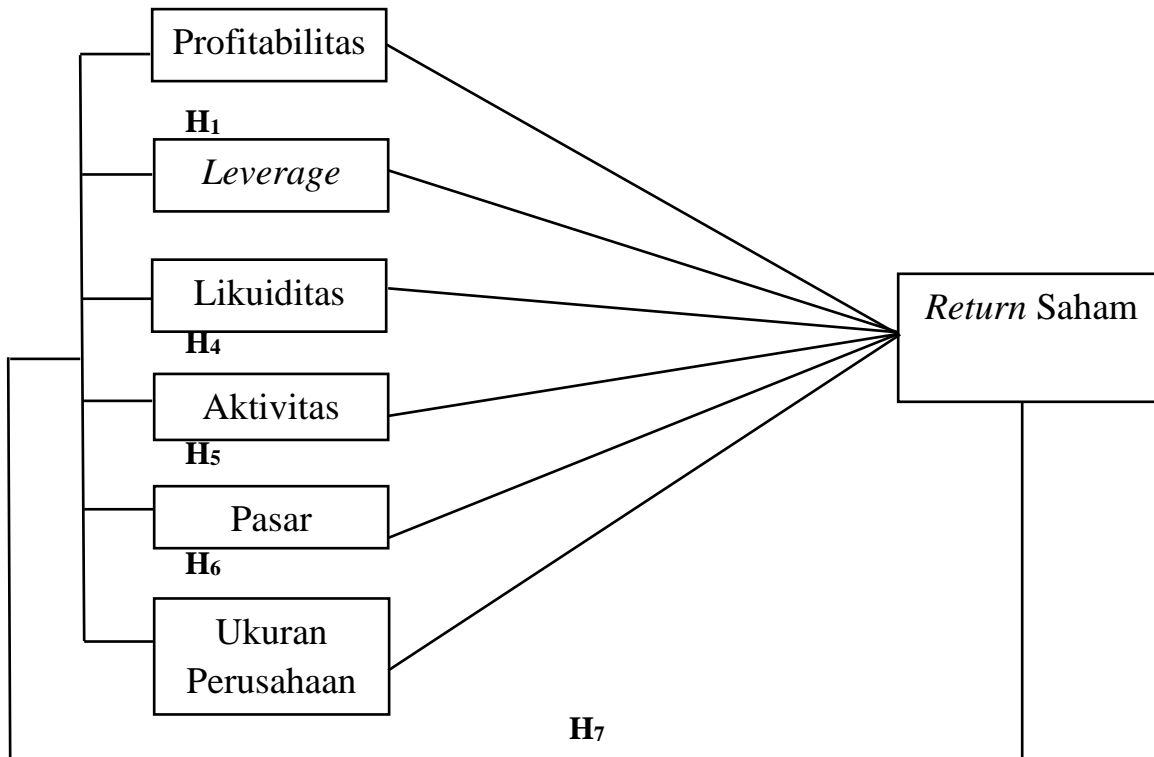 Profitabilitas
H₁
Leverage
Likuiditas
Return Saham
H₄
Aktivitas
H₅
Pasar
H₆
Ukuran
Perusahaan
H₇